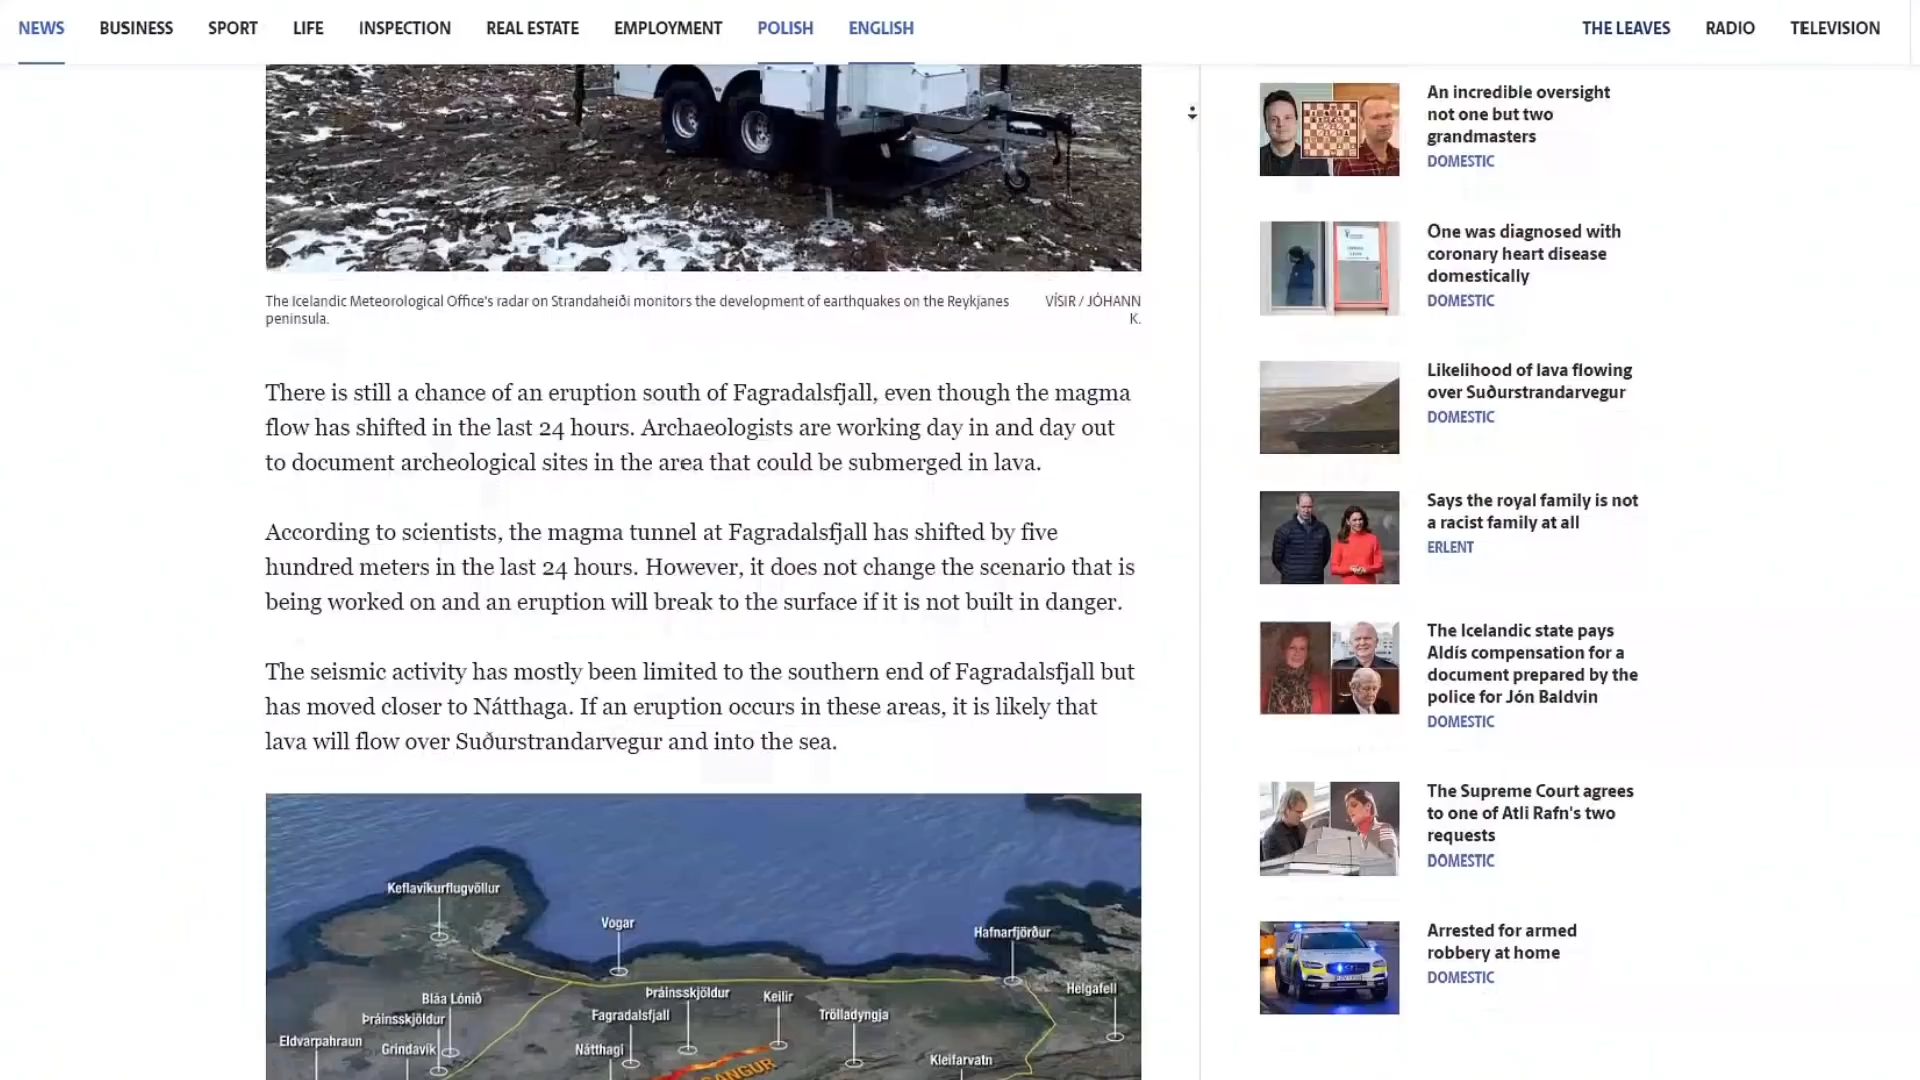 NEWS BUSINESS SPORT LIFE INSPECTION REAL ESTATE EMPLOYMENT POLISH ENGLISH THE LEAVES RADIO TELEVISION
The Icelandic Meteorological Office's radar on Strandaheiði monitors the development of earthquakes on the Reykjanes
peninsula.
VÍSIR / JÓHANN
K.
There is still a chance of an eruption south of Fagradalsfjall, even though the magma
flow has shifted in the last 24 hours. Archaeologists are working day in and day out
to document archeological sites in the area that could be submerged in lava.
According to scientists, the magma tunnel at Fagradalsfjall has shifted by five
hundred meters in the last 24 hours. However, it does not change the scenario that is
being worked on and an eruption will break to the surface if it is not built in danger.
The seismic activity has mostly been limited to the southern end of Fagradalsfjall but
has moved closer to Nátthaga. If an eruption occurs in these areas, it is likely that
lava will flow over Suðurstrandarvegur and into the sea.
Keflavíkurflugvöllur
Vogar
Hafnarfjörður
Helgafell
Bláa Lónið
Þráinsskjöldur
Keilir
Þráinsskjöldur
Fagradalsfjall
Trölladyngja
Eldvarpahraun
Grindavík
Nátthagi
Kleifarvatn
GANGUR
An incredible oversight
not one but two
grandmasters
DOMESTIC
One was diagnosed with
coronary heart disease
domestically
DOMESTIC
Likelihood of lava flowing
over Suðurstrandarvegur
DOMESTIC
Says the royal family is not
a racist family at all
ERLENT
The Icelandic state pays
Aldís compensation for a
document prepared by the
police for Jón Baldvin
DOMESTIC
The Supreme Court agrees
to one of Atli Rafn's two
requests
DOMESTIC
Arrested for armed
robbery at home
DOMESTIC